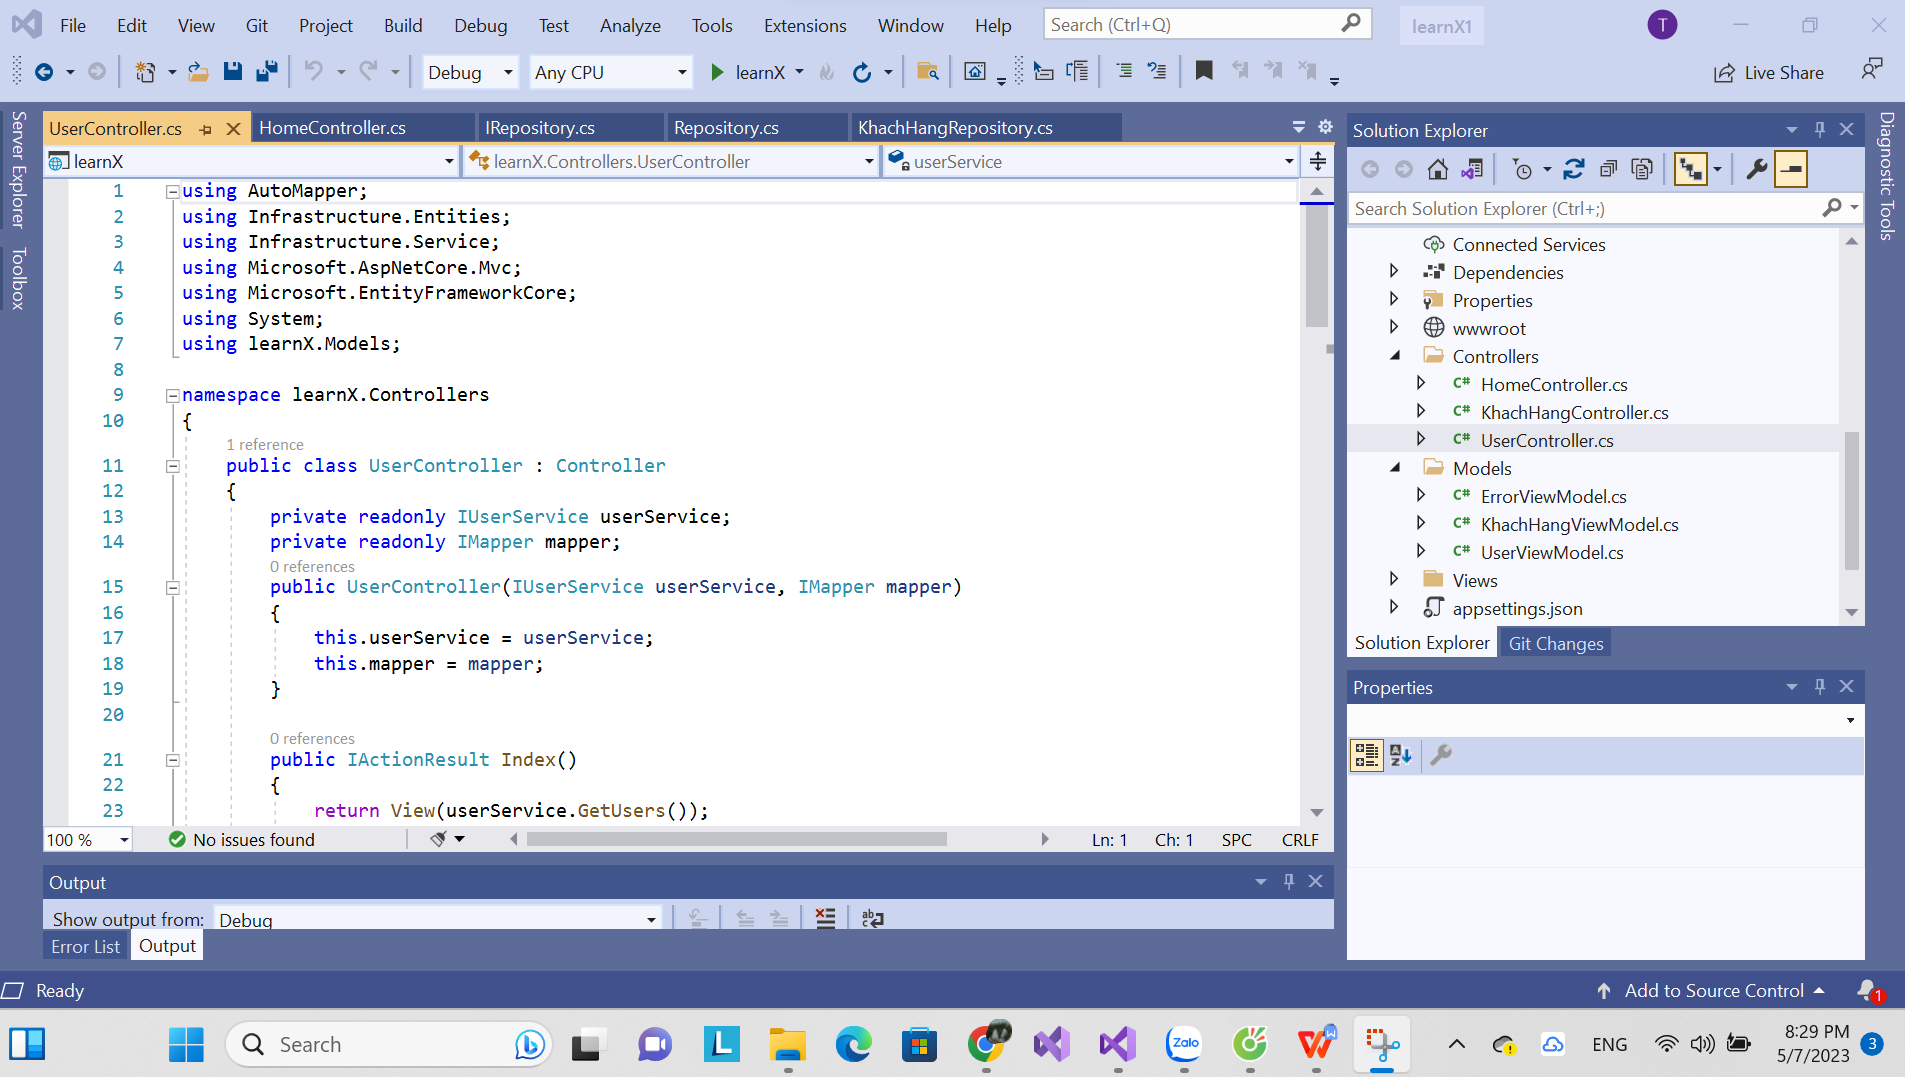 File Edit View Git Project Build Debug Test Analyze Tools Extensions Window Help Search (Ctrl+Q) learnX1 T
Debug Any CPU learnX Live Share
Server Explorer
Toolbox
UserController.cs HomeController.cs IRepository.cs Repository.cs KhachHangRepository.cs
learnX learnX.Controllers.UserController userService
1 using AutoMapper;
2 using Infrastructure.Entities;
3 using Infrastructure.Service;
4 using Microsoft.AspNetCore.Mvc;
5 using Microsoft.EntityFrameworkCore;
6 using System;
7 using learnX.Models;
8
9 namespace learnX.Controllers
10 {
1 reference
11 public class UserController : Controller
12 {
13 private readonly IUserService userService;
14 private readonly IMapper mapper;
0 references
15 public UserController(IUserService userService, IMapper mapper)
16 {
17 this.userService = userService;
18 this.mapper = mapper;
19 }
20
0 references
21 public IActionResult Index()
22 {
23 return View(userService.GetUsers());
100 % No issues found Ln: 1 Ch: 1 SPC CRLF
Output
Show output from: Debug
Error List Output
Solution Explorer
Search Solution Explorer (Ctrl+;)
Connected Services
Dependencies
Properties
wwwroot
Controllers
C# HomeController.cs
C# KhachHangController.cs
C# UserController.cs
Models
C# ErrorViewModel.cs
C# KhachHangViewModel.cs
C# UserViewModel.cs
Views
appsettings.json
Solution Explorer Git Changes
Properties
Diagnostic Tools
Ready Add to Source Control 1
Search L Zalo W ENG 8:29 PM
5/7/2023 3